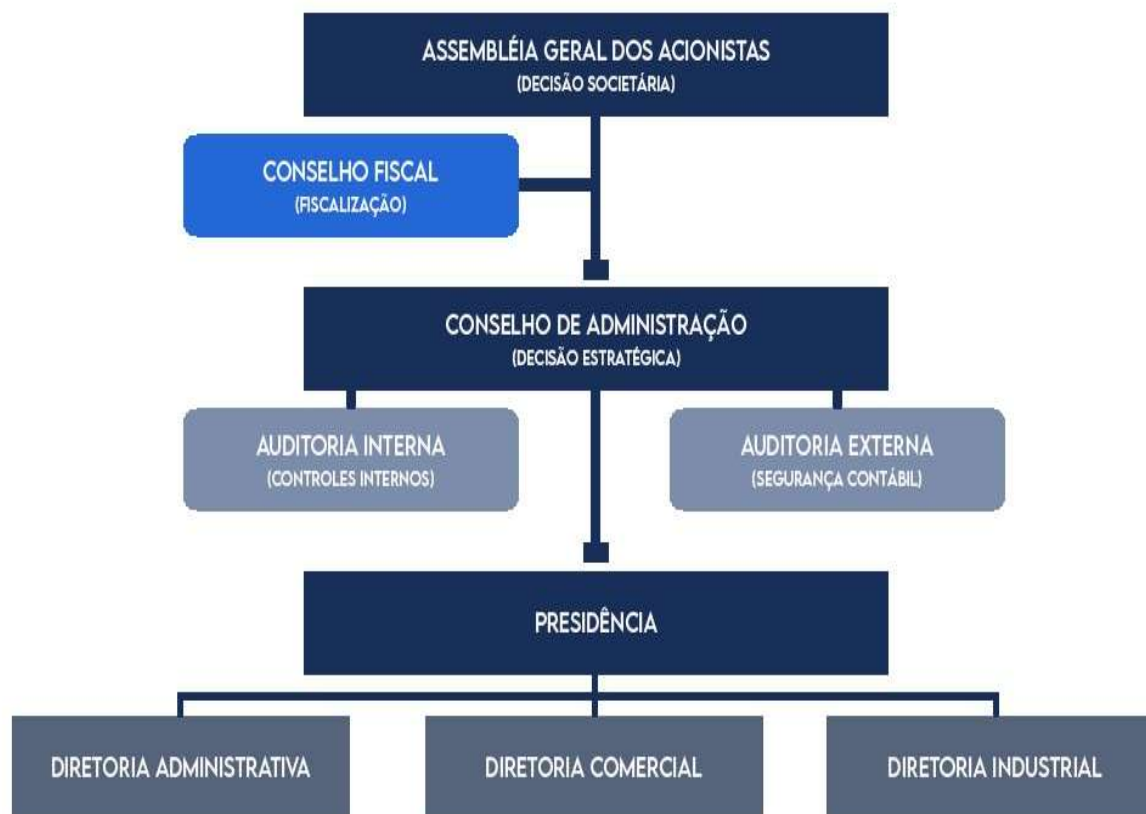 ASSEMBLÉIA GERAL DOS ACIONISTAS
(DECISÃO SOCIETÁRIA)
CONSELHO FISCAL
(FISCALIZAÇÃO)
CONSELHO DE ADMINISTRAÇÃO
(DECISÃO ESTRATÉGICA)
AUDITORIA INTERNA
(CONTROLES INTERNOS)
AUDITORIA EXTERNA
(SEGURANÇA CONTÁBIL)
PRESIDÊNCIA
DIRETORIA ADMINISTRATIVA
DIRETORIA COMERCIAL
DIRETORIA INDUSTRIAL